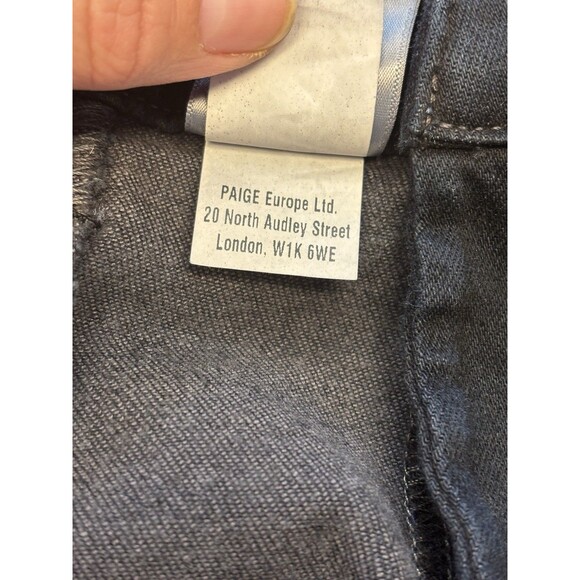 PAIGE Europe Ltd.
20 North Audley Street
London, W1K 6WE